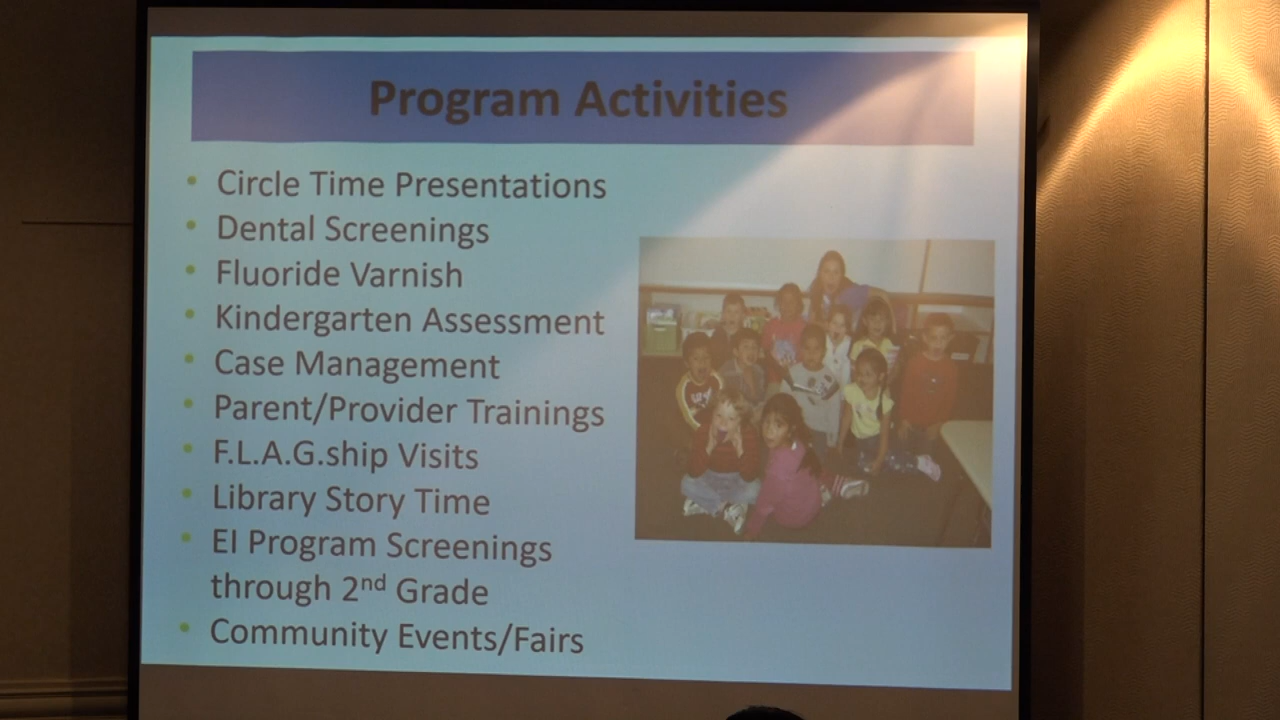 Program Activities
• Circle Time Presentations
• Dental Screenings
• Fluoride Varnish
• Kindergarten Assessment
• Case Management
• Parent/Provider Trainings
• F.L.A.G.ship Visits
• Library Story Time
• EI Program Screenings
through 2nd Grade
• Community Events/Fairs